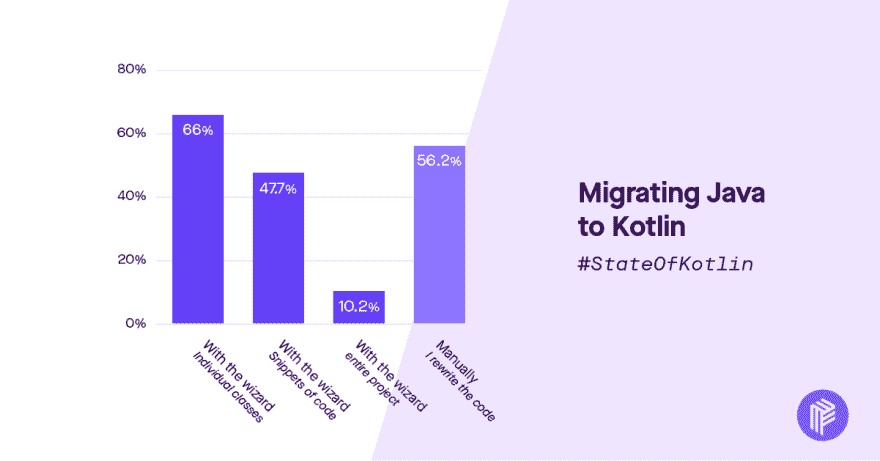 80%
60%
40%
20%
0%
66%
47.7%
10.2%
56.2%
With the wizard
Individual classes
With the wizard
Snippets of code
With the wizard
entire project
Manually
I rewrite the code
Migrating Java
to Kotlin
#StateOfKotlin